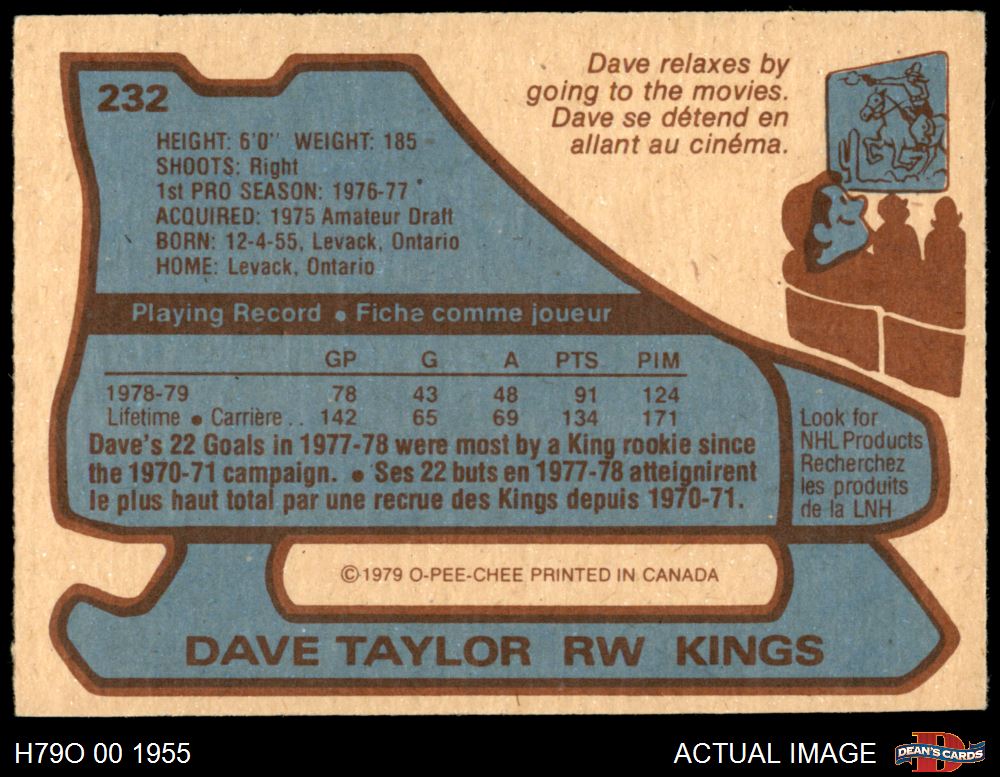 232
Dave relaxes by
going to the movies.
Dave se détend en
allant au cinéma.
HEIGHT: 6'0" WEIGHT: 185
SHOOTS: Right
1st PRO SEASON: 1976-77
ACQUIRED: 1975 Amateur Draft
BORN: 12-4-55, Levack, Ontario
HOME: Levack, Ontario
Playing Record • Fiche comme joueur
GP G A PTS PIM
1978-79 78 43 48 91 124
Lifetime • Carrière .. 142 65 69 134 171
Dave's 22 Goals in 1977-78 were most by a King rookie since
the 1970-71 campaign. • Ses 22 buts en 1977-78 atteignirent
le plus haut total par une recrue des Kings depuis 1970-71.
Look for
NHL Products
Recherchez
les produits
de la LNH
©1979 O-PEE-CHEE PRINTED IN CANADA
DAVE TAYLOR RW KINGS
H79O 00 1955
ACTUAL IMAGE
D
DEAN'S CARDS